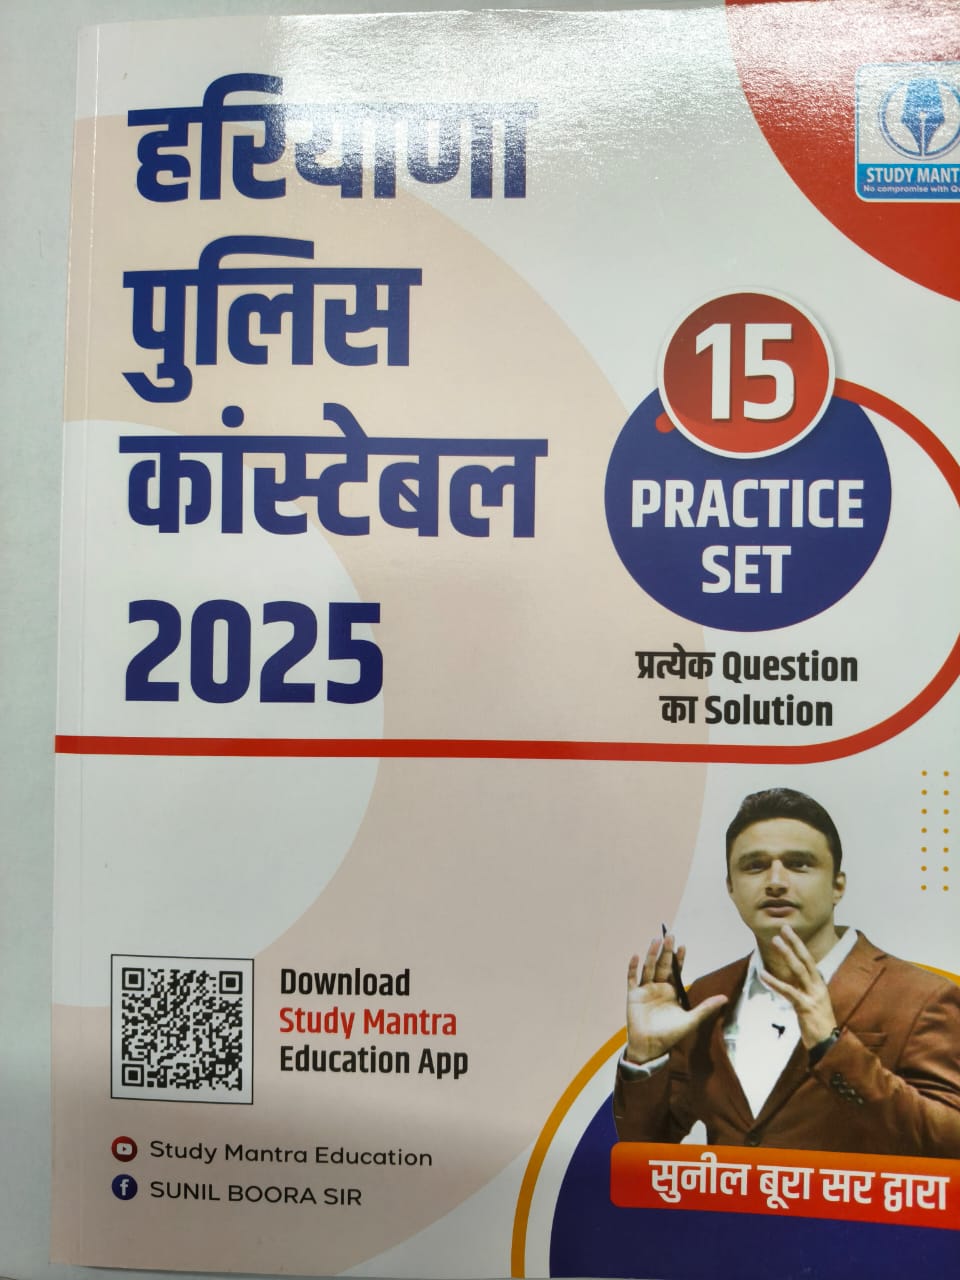 हरियाणा
पुलिस
कांस्टेबल
2025
STUDY MANT
No compromise with
15
PRACTICE
SET
प्रत्येक Question
का Solution
Download
Study Mantra
Education App
Study Mantra Education
SUNIL BOORA SIR
सुनील बूरा सर द्वारा